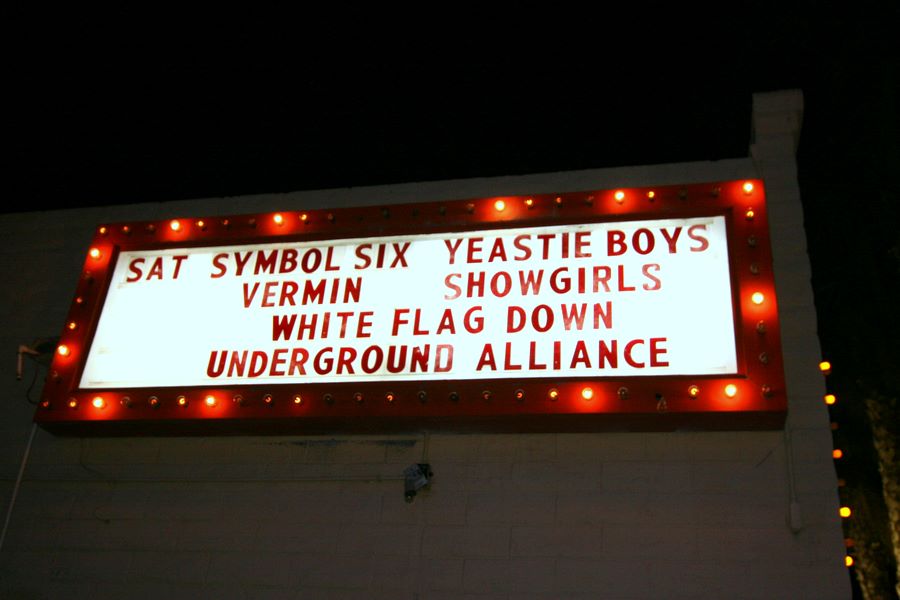 SAT SYMBOL SIX YEASTIE BOYS
VERMIN SHOWGIRLS
WHITE FLAG DOWN
UNDERGROUND ALLIANCE